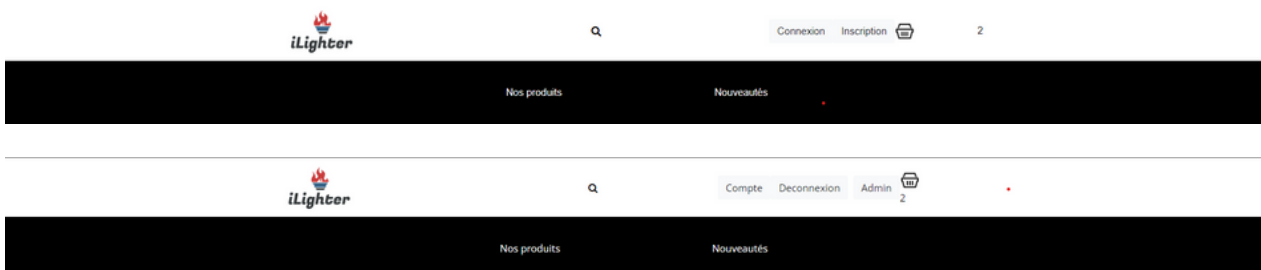 Connexion Inscription 2
iLighter
Nos produits Nouveautés
Compte Deconnexion Admin
iLighter
2
Nos produits Nouveautés